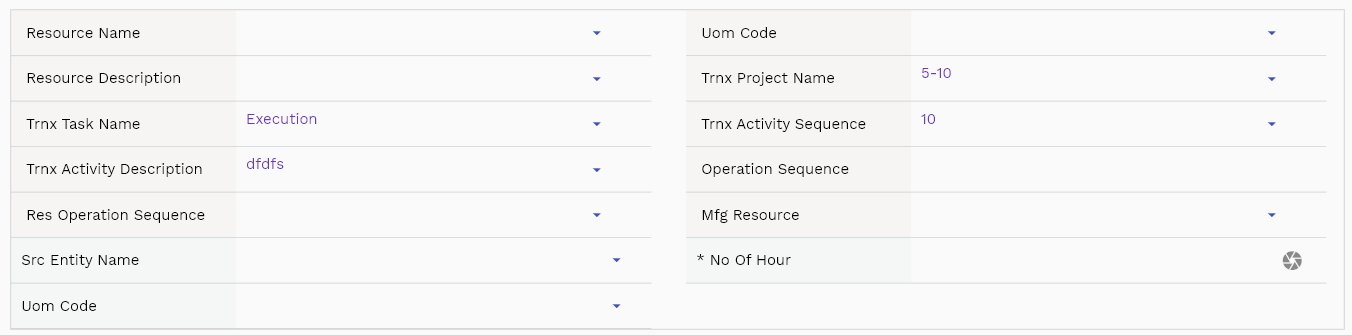 Resource Name
Uom Code
Resource Description
Trnx Project Name 5-10
Trnx Task Name Execution
Trnx Activity Sequence 10
Trnx Activity Description dfdfs
Operation Sequence
Res Operation Sequence
Mfg Resource
Src Entity Name
* No Of Hour
Uom Code